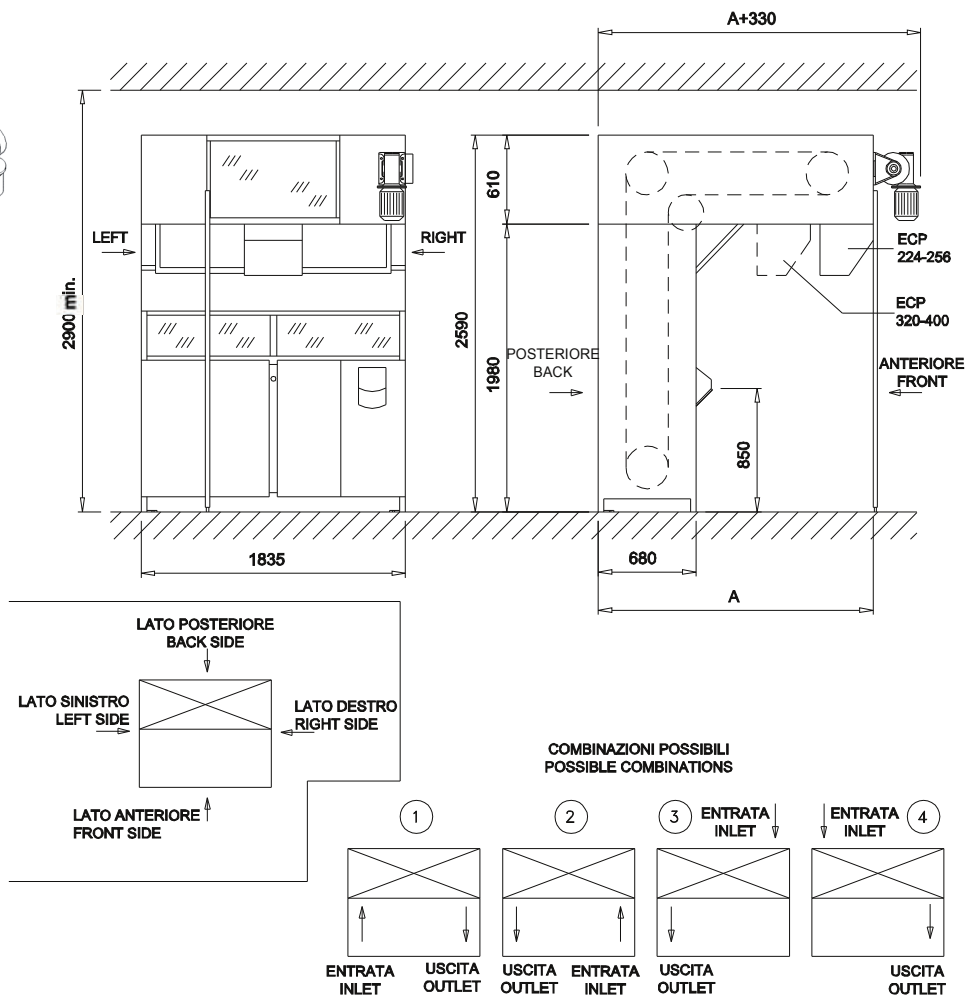 A+330
2900 min.
LEFT
RIGHT
610
2590
1980
ECP
224-256
ECP
320-400
POSTERIORE
BACK
ANTERIORE
FRONT
850
1835
680
A
LATO POSTERIORE
BACK SIDE
LATO SINISTRO
LEFT SIDE
LATO DESTRO
RIGHT SIDE
LATO ANTERIORE
FRONT SIDE
COMBINAZIONI POSSIBILI
POSSIBLE COMBINATIONS
1
ENTRATA
INLET
USCITA
OUTLET
2
USCITA
OUTLET
ENTRATA
INLET
3
ENTRATA
INLET
USCITA
OUTLET
ENTRATA
INLET
4
USCITA
OUTLET